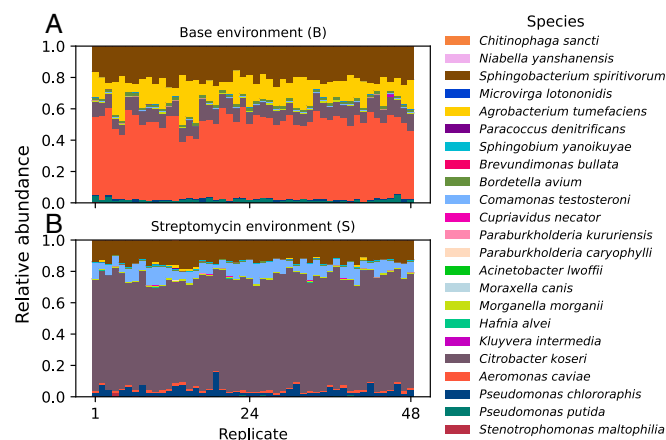 A
Base environment (B)
1.0
0.8
0.6
0.4
0.2
0.0
B
Streptomycin environment (S)
1.0
0.8
0.6
0.4
0.2
0.0
Relative abundance
1
24
48
Replicate
Species
Chitinophaga sancti
Niabella yanshanensis
Sphingobacterium spiritivorum
Microvirga lotononidis
Agrobacterium tumefaciens
Paracoccus denitrificans
Sphingobium yanoikuyae
Brevundimonas bullata
Bordetella avium
Comamonas testosteroni
Cupriavidus necator
Paraburkholderia kururiensis
Paraburkholderia caryophylli
Acinetobacter lwoffii
Moraxella canis
Morganella morganii
Hafnia alvei
Kluyvera intermedia
Citrobacter koseri
Aeromonas caviae
Pseudomonas chlororaphis
Pseudomonas putida
Stenotrophomonas maltophilia